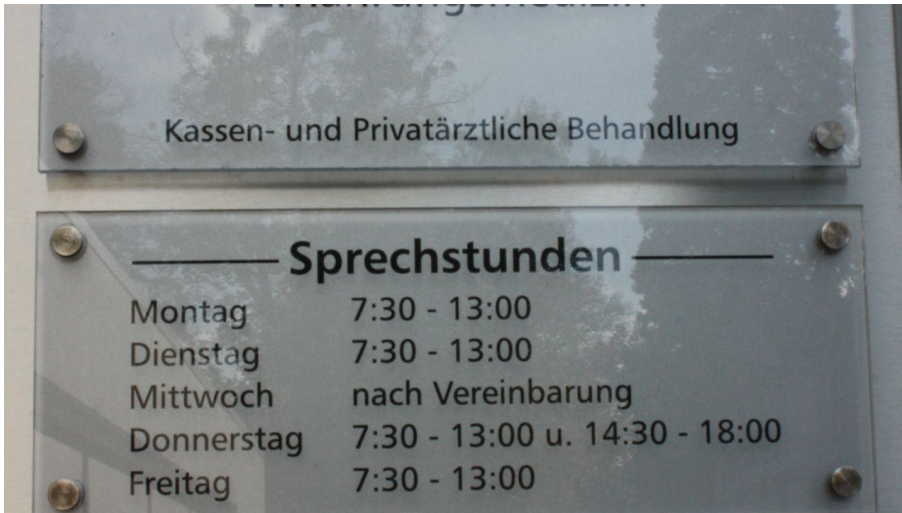 Ernährungsmedizin
Kassen- und Privatärztliche Behandlung
Sprechstunden
Montag 7:30 - 13:00
Dienstag 7:30 - 13:00
Mittwoch nach Vereinbarung
Donnerstag 7:30 - 13:00 u. 14:30 - 18:00
Freitag 7:30 - 13:00